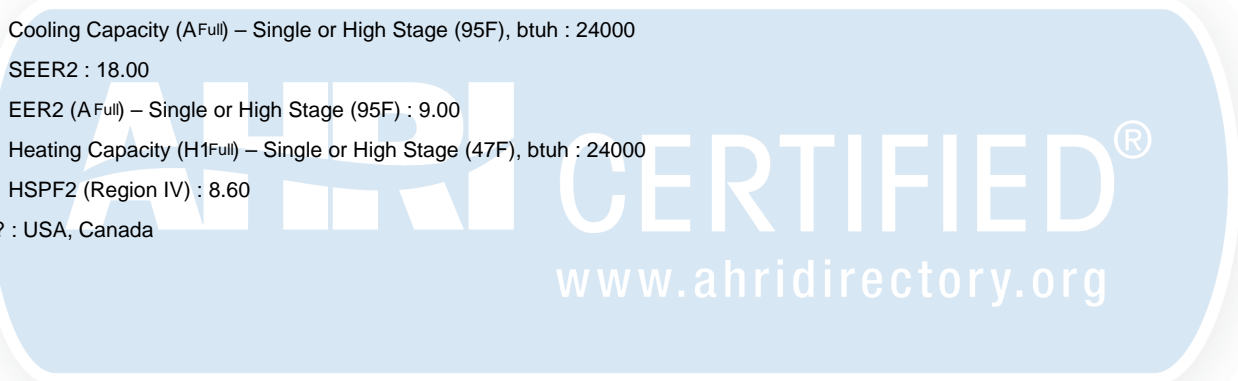 Cooling Capacity (AFull) – Single or High Stage (95F), btuh : 24000
SEER2 : 18.00
EER2 (AFull) – Single or High Stage (95F) : 9.00
Heating Capacity (H1Full) – Single or High Stage (47F), btuh : 24000
HSPF2 (Region IV) : 8.60
? : USA, Canada
AHRI CERTIFIED®
www.ahridirectory.org